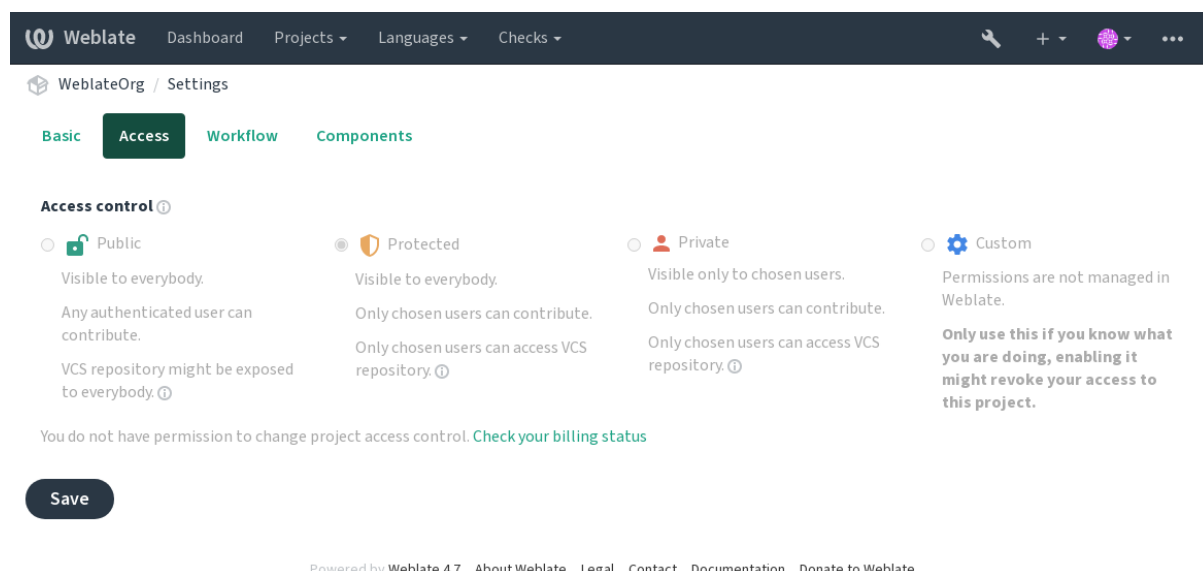 Weblate Dashboard Projects Languages Checks
WeblateOrg / Settings
Basic Access Workflow Components
Access control
Public
Visible to everybody.
Any authenticated user can
contribute.
VCS repository might be exposed
to everybody.
Protected
Visible to everybody.
Only chosen users can contribute.
Only chosen users can access VCS
repository.
Private
Visible only to chosen users.
Only chosen users can contribute.
Only chosen users can access VCS
repository.
Custom
Permissions are not managed in
Weblate.
Only use this if you know what
you are doing, enabling it
might revoke your access to
this project.
You do not have permission to change project access control. Check your billing status
Save
Powered by Weblate 4.7 About Weblate Legal Contact Documentation Donate to Weblate